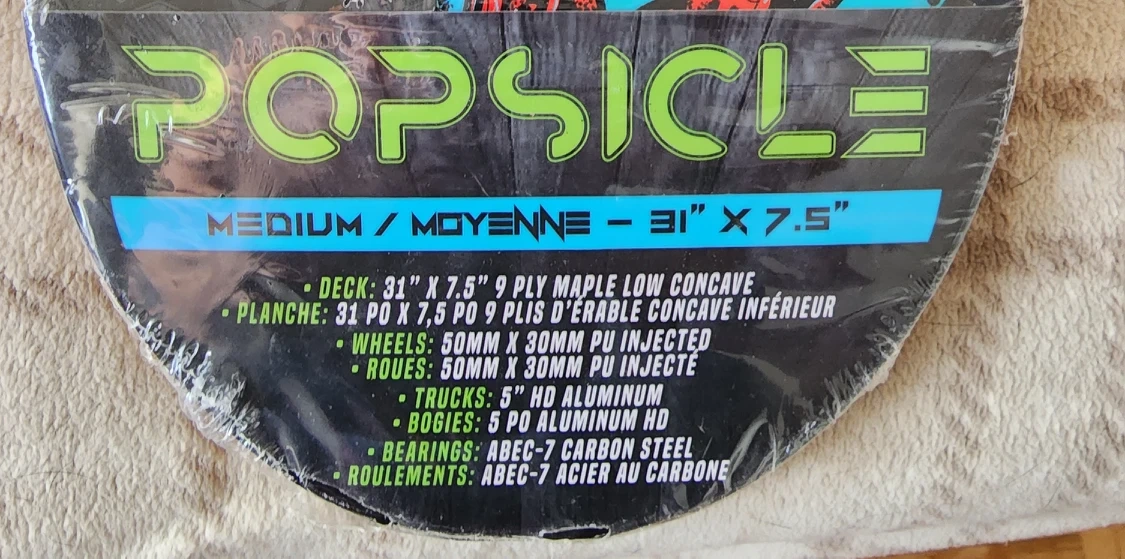 POPSICLE
MEDIUM / MOYENNE – 31" X 7.5"
• DECK: 31" X 7.5" 9 PLY MAPLE LOW CONCAVE
• PLANCHE: 31 PO X 7,5 PO 9 PLIS D'ÉRABLE CONCAVE INFÉRIEUR
• WHEELS: 50MM X 30MM PU INJECTED
• ROUES: 50MM X 30MM PU INJECTÉ
• TRUCKS: 5" HD ALUMINUM
• BOGIES: 5 PO ALUMINUM HD
• BEARINGS: ABEC-7 CARBON STEEL
• ROULEMENTS: ABEC-7 ACIER AU CARBONE